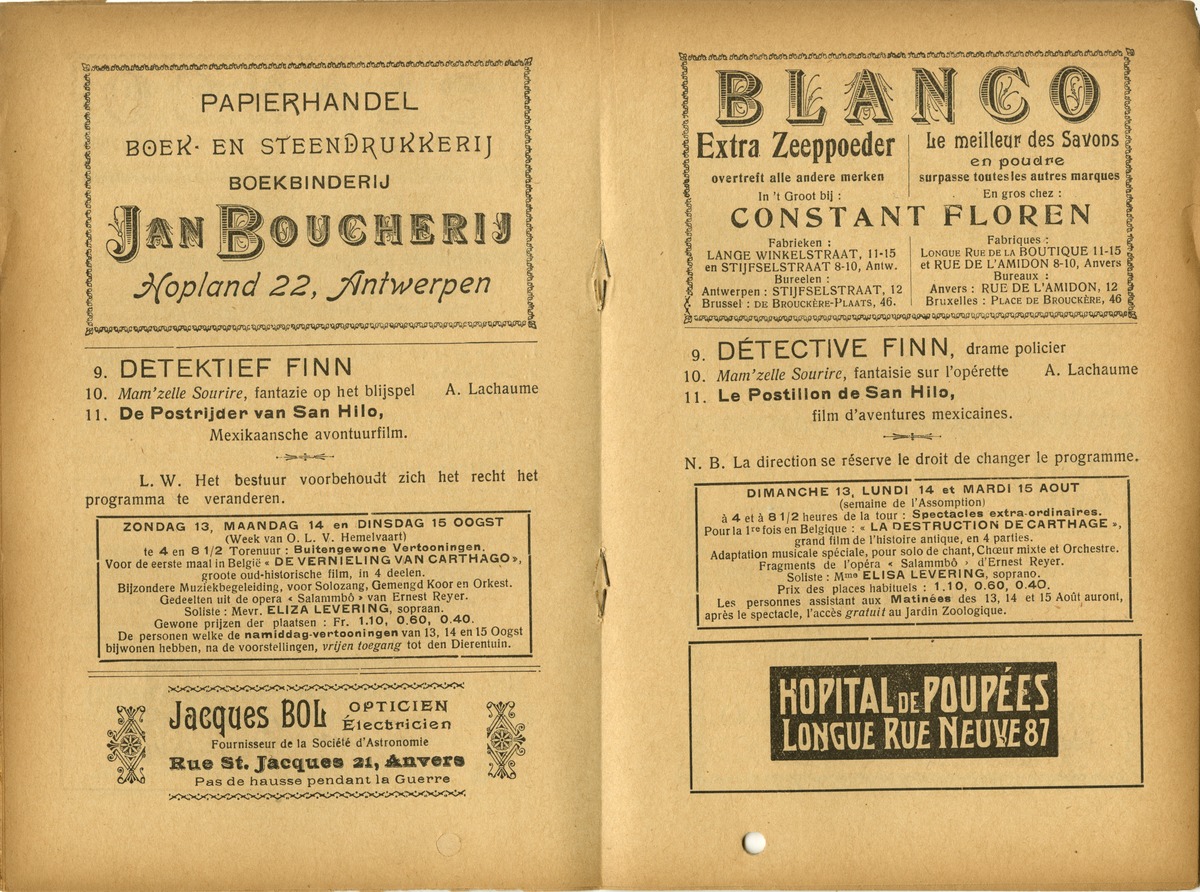 PAPIERHANDEL
BOEK- EN STEENDRUKKERIJ
BOEKBINDERIJ
JAN BOUCHERIJ
Hopland 22, Antwerpen
9. DETEKTIEF FINN
10. Mam'zelle Sourire, fantazie op het blijspel A. Lachaume
11. De Postrijder van San Hilo,
Mexikaansche avontuurfilm.
L. W. Het bestuur voorbehoudt zich het recht het
programma te veranderen.
ZONDAG 13, MAANDAG 14 en DINSDAG 15 OOGST
(Week van O. L. V. Hemelvaart)
te 4 en 8 1/2 Torenuur : Buitengewone Vertooningen.
Voor de eerste maal in België « DE VERNIELING VAN CARTHAGO »,
groote oud-historische film, in 4 deelen.
Bijzondere Muziekbegeleiding, voor Solozang, Gemengd Koor en Orkest.
Gedeelten uit de opera « Salammbô » van Ernest Reyer.
Soliste : Mevr. ELIZA LEVERING, sopraan.
Gewone prijzen der plaatsen : Fr. 1.10, 0.60, 0.40.
De personen welke de namiddag-vertooningen van 13, 14 en 15 Oogst
bijwonen hebben, na de voorstellingen, vrijen toegang tot den Dierentuin.
Jacques BOL OPTICIEN
Électricien
Fournisseur de la Société d'Astronomie
Rue St. Jacques 21, Anvers
Pas de hausse pendant la Guerre
BLANCO
Extra Zeeppoeder
overtreft alle andere merken
In 't Groot bij :
Le meilleur des Savons
en poudre
surpasse toutes les autres marques
En gros chez :
CONSTANT FLOREN
Fabrieken :
LANGE WINKELSTRAAT, 11-15
en STIJFSELSTRAAT 8-10, Antw.
Bureelen :
Antwerpen : STIJFSELSTRAAT, 12
Brussel : DE BROUCKÈRE-PLAATS, 46.
Fabriques :
LONGUE RUE DE LA BOUTIQUE 11-15
et RUE DE L'AMIDON 8-10, Anvers
Bureaux :
Anvers : RUE DE L'AMIDON, 12
Bruxelles : PLACE DE BROUCKÈRE, 46
9. DÉTECTIVE FINN, drame policier
10. Mam'zelle Sourire, fantaisie sur l'opérette A. Lachaume
11. Le Postillon de San Hilo,
film d'aventures mexicaines.
N. B. La direction se réserve le droit de changer le programme.
DIMANCHE 13, LUNDI 14 et MARDI 15 AOUT
(semaine de l'Assomption)
à 4 et à 8 1/2 heures de la tour : Spectacles extra-ordinaires.
Pour la 1re fois en Belgique : « LA DESTRUCTION DE CARTHAGE »,
grand film de l'histoire antique, en 4 parties.
Adaptation musicale spéciale, pour solo de chant, Chœur mixte et Orchestre.
Fragments de l'opéra « Salambô » d'Ernest Reyer.
Soliste : Mme ELISA LEVERING, soprano.
Prix des places habituels : 1.10, 0.60, 0.40.
Les personnes assistant aux Matinées des 13, 14 et 15 Août auront,
après le spectacle, l'accès gratuit au Jardin Zoologique.
HOPITAL DE POUPÉES
LONGUE RUE NEUVE 87